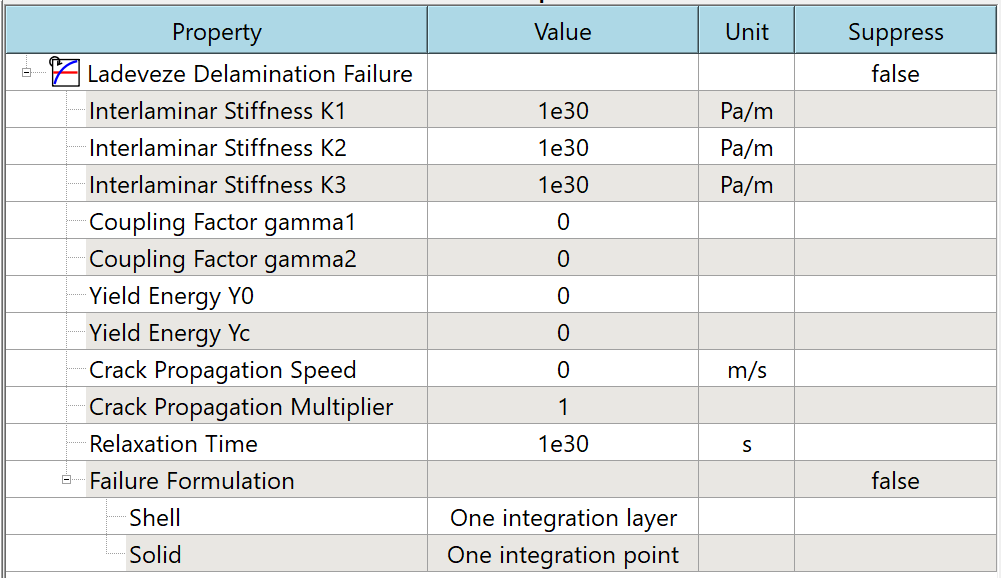 Property Value Unit Suppress
Ladeveze Delamination Failure false
Interlaminar Stiffness K1 1e30 Pa/m
Interlaminar Stiffness K2 1e30 Pa/m
Interlaminar Stiffness K3 1e30 Pa/m
Coupling Factor gamma1 0
Coupling Factor gamma2 0
Yield Energy Y0 0
Yield Energy Yc 0
Crack Propagation Speed 0 m/s
Crack Propagation Multiplier 1
Relaxation Time 1e30 s
Failure Formulation false
Shell One integration layer
Solid One integration point